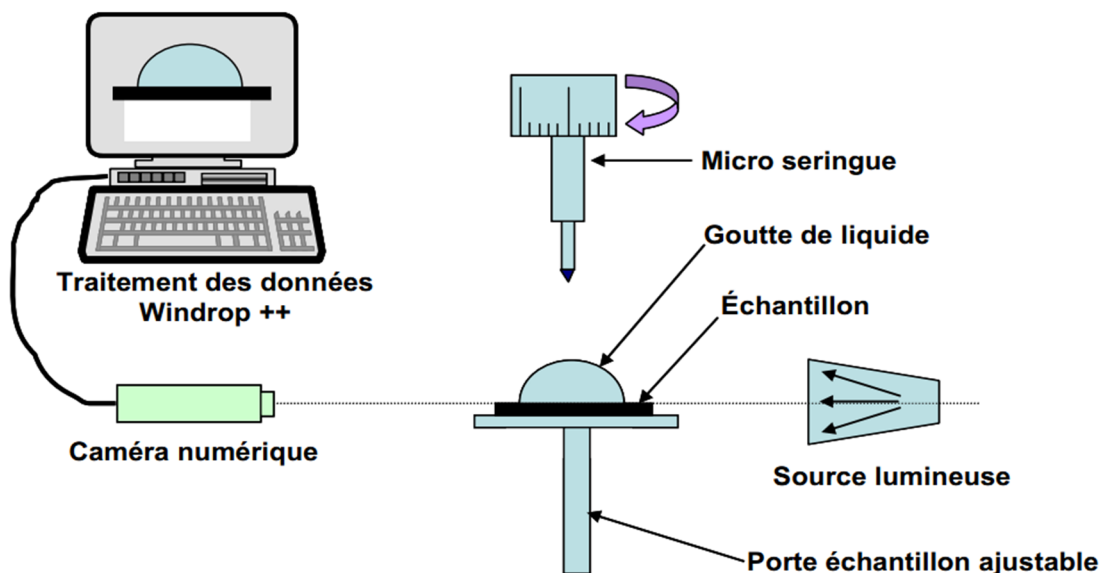 Micro seringue
Goutte de liquide
Traitement des données
Windrop ++
Échantillon
Caméra numérique
Source lumineuse
Porte échantillon ajustable